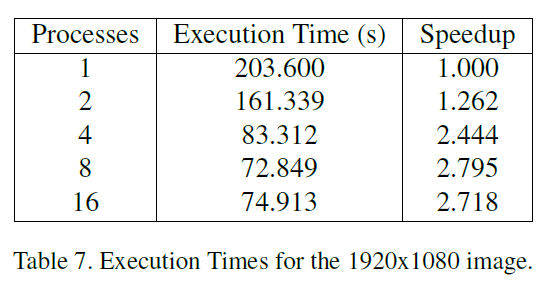 Processes Execution Time (s) Speedup
1 203.600 1.000
2 161.339 1.262
4 83.312 2.444
8 72.849 2.795
16 74.913 2.718
Table 7. Execution Times for the 1920x1080 image.